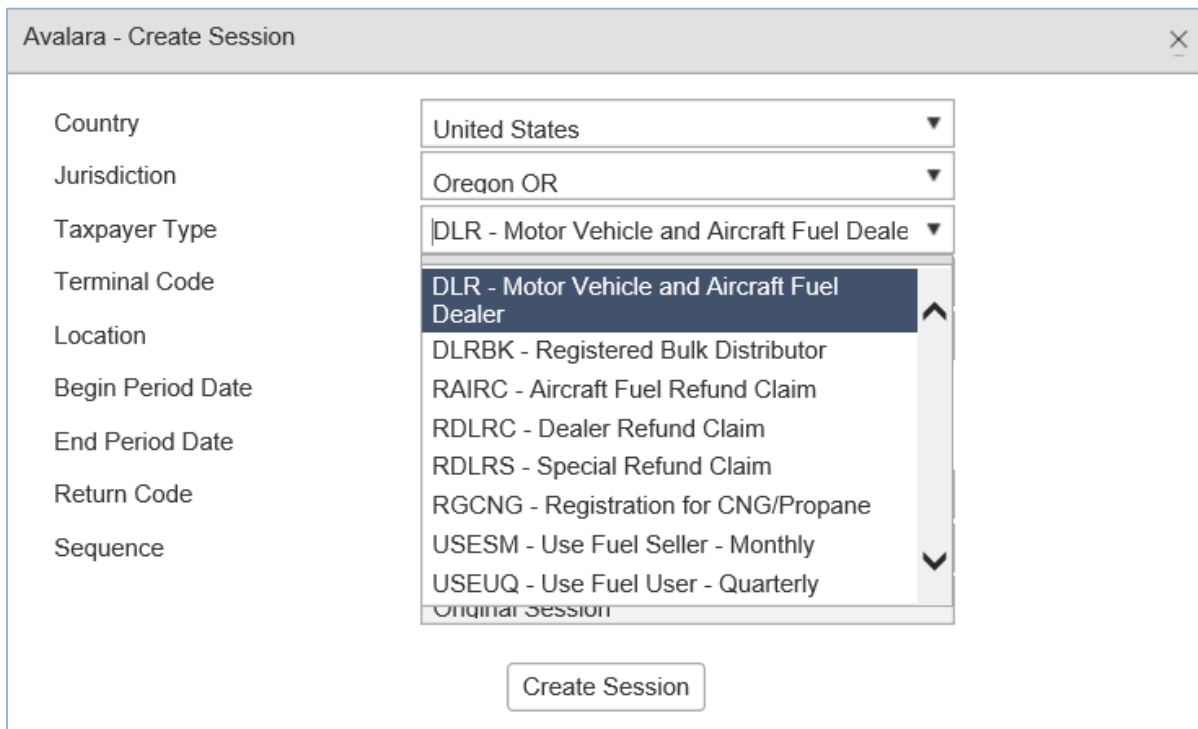 Avalara - Create Session
Country
United States
Jurisdiction
Oregon OR
Taxpayer Type
DLR - Motor Vehicle and Aircraft Fuel Deale
Terminal Code
DLR - Motor Vehicle and Aircraft Fuel
Dealer
Location
DLRBK - Registered Bulk Distributor
Begin Period Date
RAIRC - Aircraft Fuel Refund Claim
RDLRC - Dealer Refund Claim
End Period Date
RDLRS - Special Refund Claim
Return Code
RGCNG - Registration for CNG/Propane
Sequence
USESM - Use Fuel Seller - Monthly
USEUQ - Use Fuel User - Quarterly
Original Session
Create Session